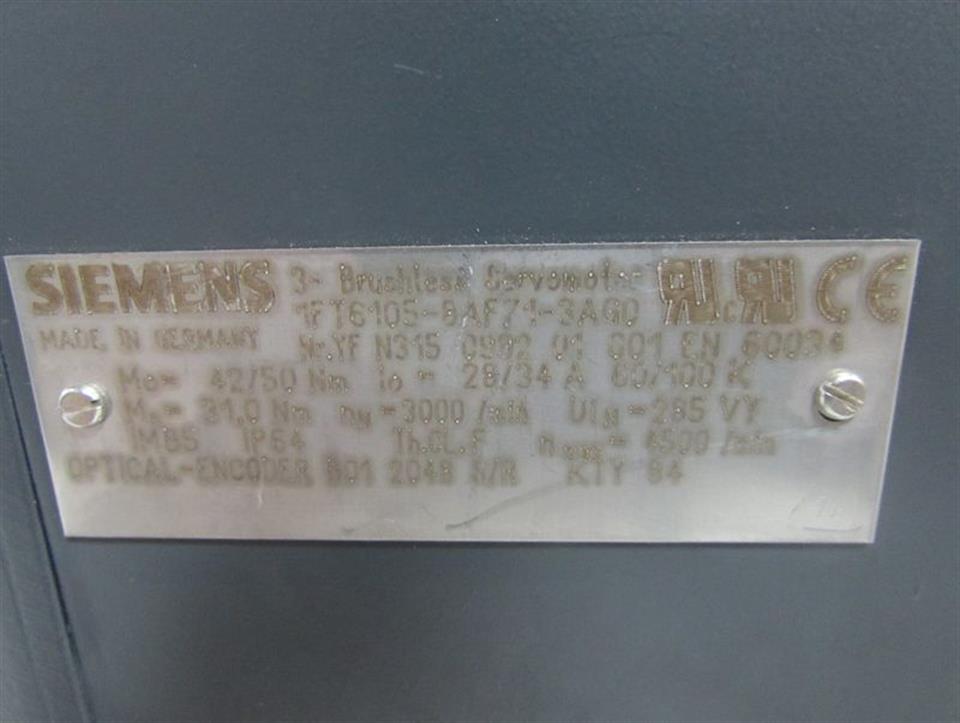 SIEMENS 3~ Brushless Servomotor
1FT6105-8AF71-3AG0
MADE IN GERMANY Nr.YF N315 0992 01 001 EN 60034
Mo= 42/50 Nm Io = 28/34 A 60/100 K
MN= 31,0 Nm nN =3000 /min UIN =265 VY
IMB5 IP64 Th.Cl.F nmax = 4500 /min
OPTICAL-ENCODER 2048 S/R KTY 84